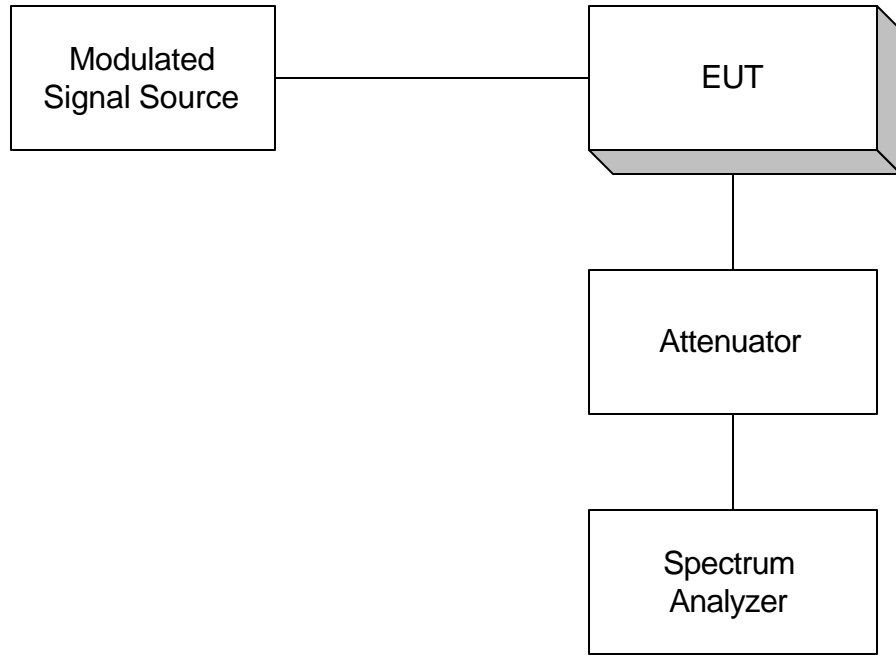 Modulated
Signal Source
EUT
Attenuator
Spectrum
Analyzer